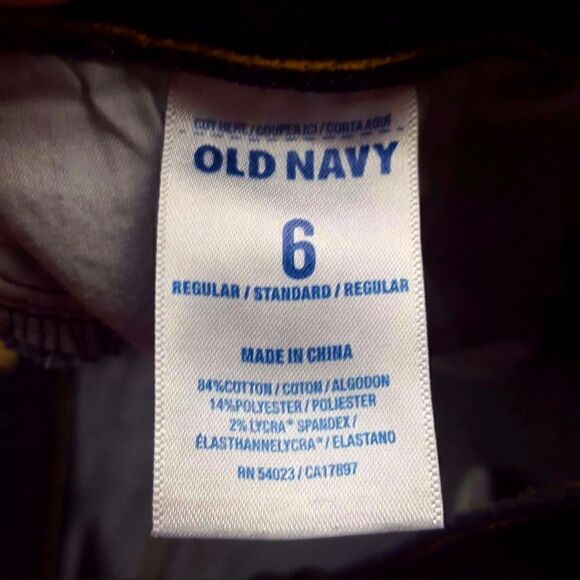 CUT HERE / COUPER ICI / CORTA AQUÍ
OLD NAVY
6
REGULAR / STANDARD / REGULAR
MADE IN CHINA
84%COTTON / COTON / ALGODON
14%POLYESTER / POLIESTER
2% LYCRA® SPANDEX /
ÉLASTHANNELYCRA® / ELASTANO
RN 54023 / CA17897